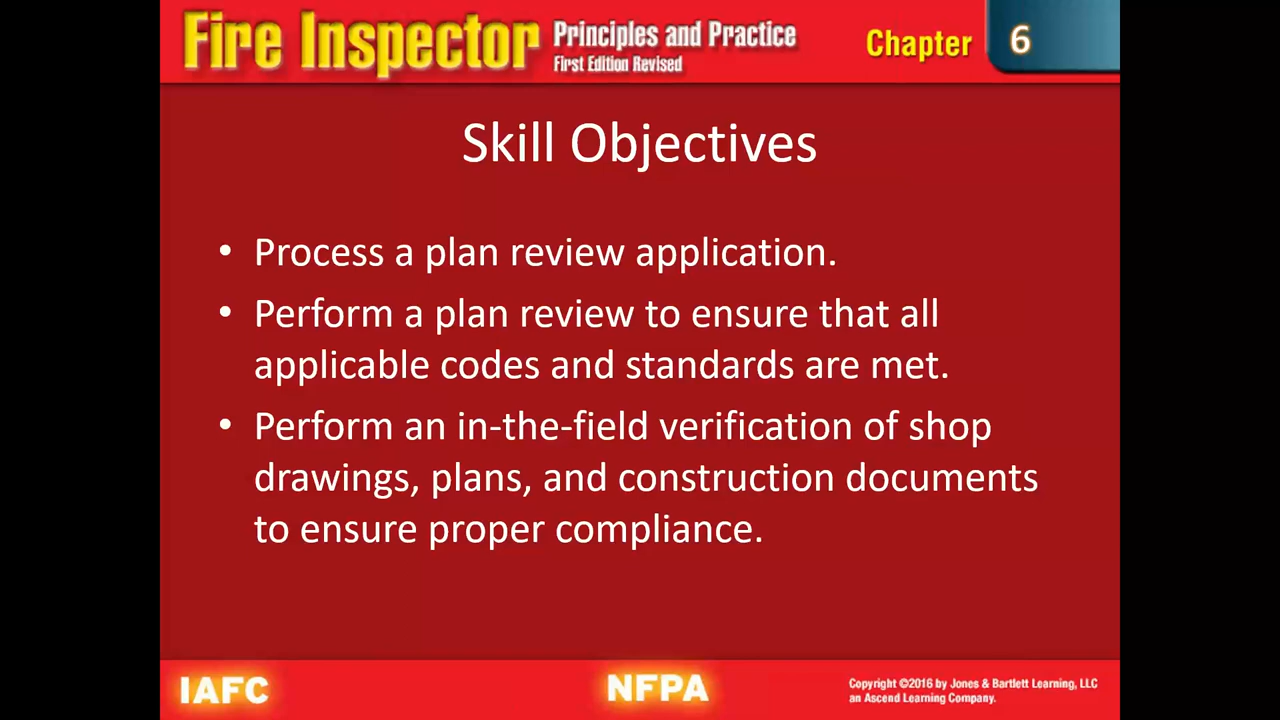 Fire Inspector Principles and Practice
First Edition Revised
Chapter 6
Skill Objectives
• Process a plan review application.
• Perform a plan review to ensure that all
applicable codes and standards are met.
• Perform an in-the-field verification of shop
drawings, plans, and construction documents
to ensure proper compliance.
IAFC
NFPA
Copyright ©2016 by Jones & Bartlett Learning, LLC
an Ascend Learning Company.